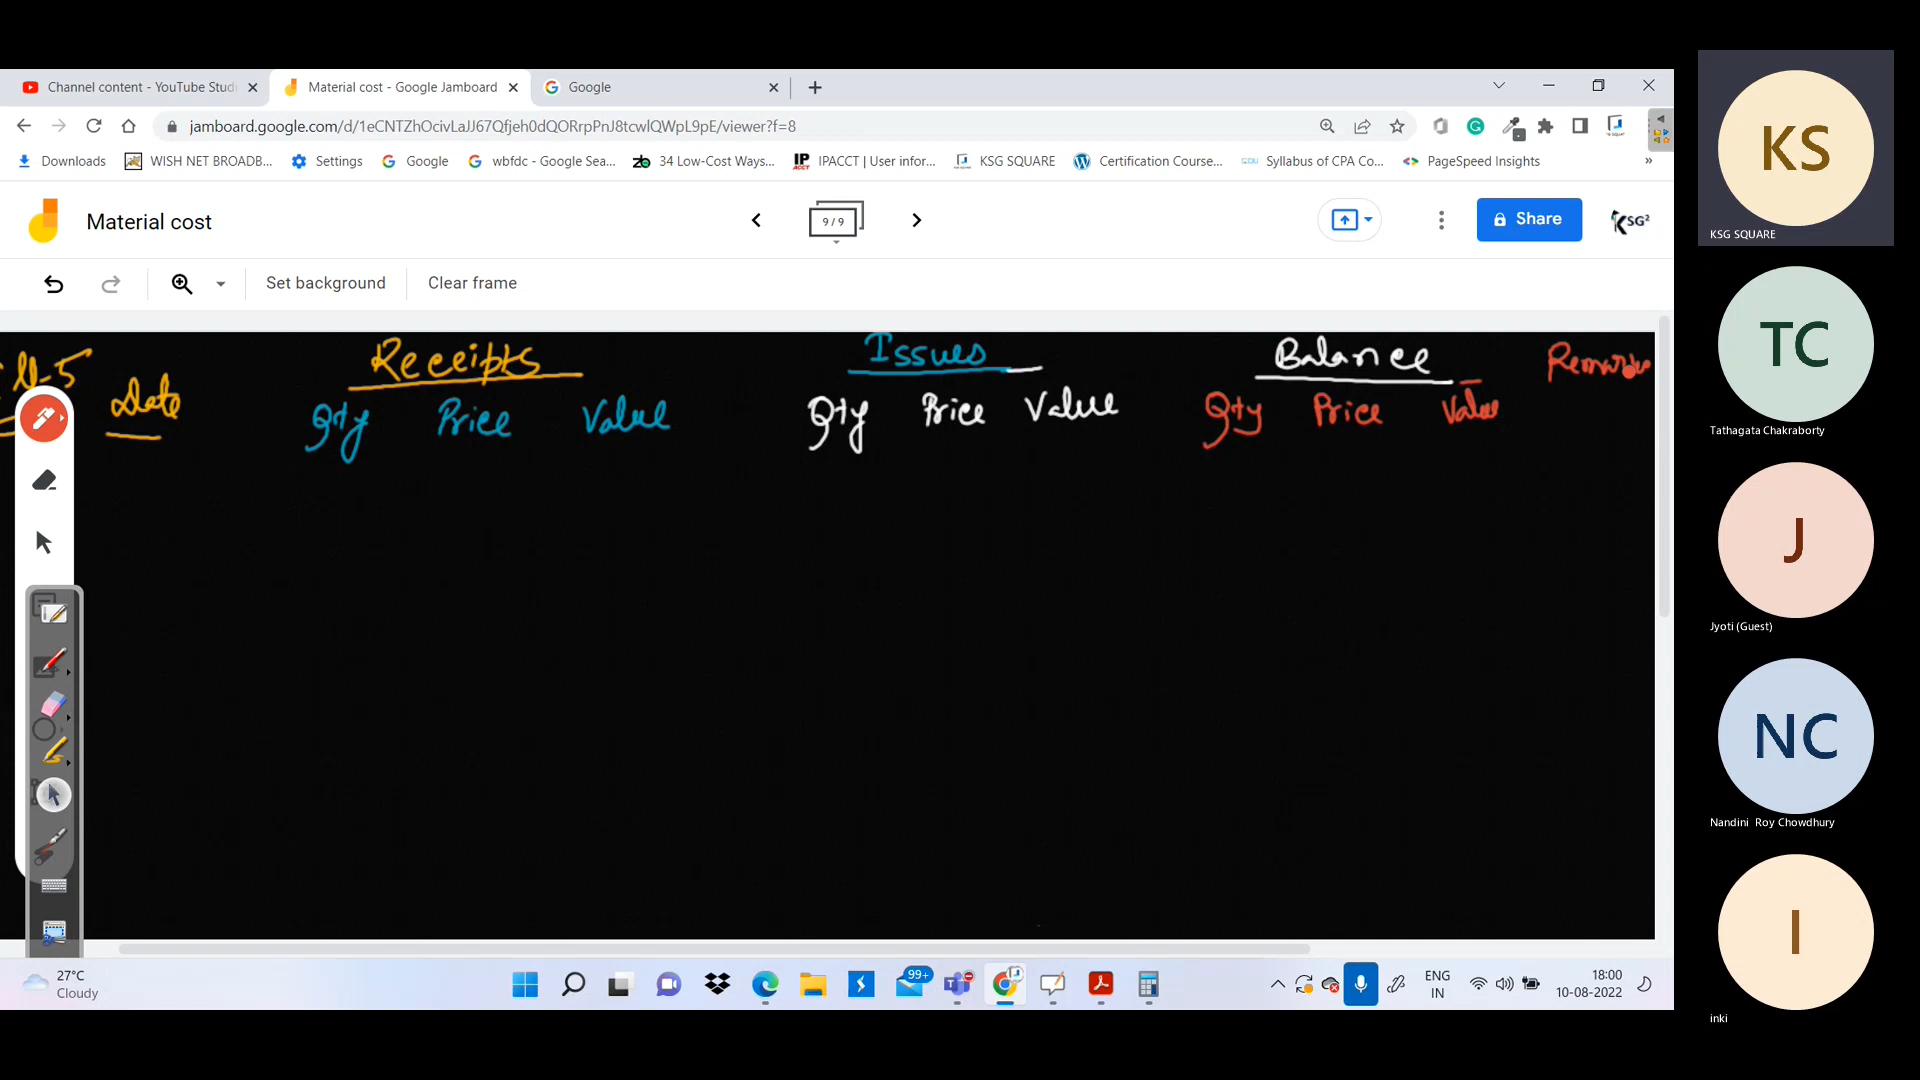 Channel content - YouTube Stud
Material cost - Google Jamboard
Google
jamboard.google.com/d/1eCNTZhOcivLaJJ67Qfjeh0dQORrpPnJ8tcwlQWpL9pE/viewer?f=8
Downloads
WISH NET BROADB...
Settings
Google
wbfdc - Google Sea...
34 Low-Cost Ways...
IPACCT | User infor...
KSG SQUARE
Certification Course...
Syllabus of CPA Co...
PageSpeed Insights
»
Material cost
9 / 9
Share
KSG²
Set background
Clear frame
Receipts
Issues
Balance
Remarks
Date
Qty Price Value
Qty Price Value
Qty Price Value
27°C
Cloudy
99+
ENG
IN
18:00
10-08-2022
KS
KSG SQUARE
TC
Tathagata Chakraborty
J
Jyoti (Guest)
NC
Nandini Roy Chowdhury
I
inki